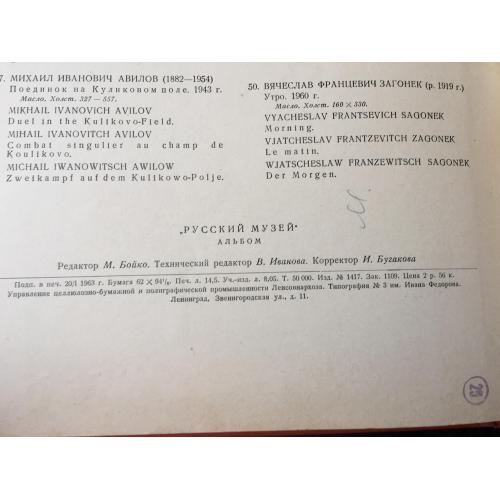 7. МИХАИЛ ИВАНОВИЧ АВИЛОВ (1882—1954)
Поединок на Куликовом поле. 1943 г.
Масло. Холст. 327 — 557.
MIKHAIL IVANOVICH AVILOV
Duel in the Kulikovo-Field.
MIHAIL IVANOVITCH AVILOV
Combat singulier au champ de
Koulikovo.
MICHAIL IWANOWITSCH AWILOW
Zweikampf auf dem Kulikowo-Polje.
50. ВЯЧЕСЛАВ ФРАНЦЕВИЧ ЗАГОНЕК (р. 1919 г.)
Утро. 1960 г.
Масло. Холст. 160 × 330.
VYACHESLAV FRANTSEVICH SAGONEK
Morning.
VJATCHESLAV FRANTZEVITCH ZAGONEK
Le matin.
WJATSCHESLAW FRANZEWITSCH SAGONEK
Der Morgen.
„РУССКИЙ МУЗЕЙ“
АЛЬБОМ
Редактор М. Бойко. Технический редактор В. Иванова. Корректор И. Бугакова
Подп. в печ. 20/I 1963 г. Бумага 62 × 94¹/₈. Печ. л. 14,5. Уч.-изд. л. 8,05. Т. 50 000. Изд. № 1417. Зак. 1109. Цена 2 р. 56 к.
Управление целлюлозно-бумажной и полиграфической промышленности Ленсовнархоза. Типография № 3 им. Ивана Федорова.
Ленинград, Звенигородская ул., д. 11.
25